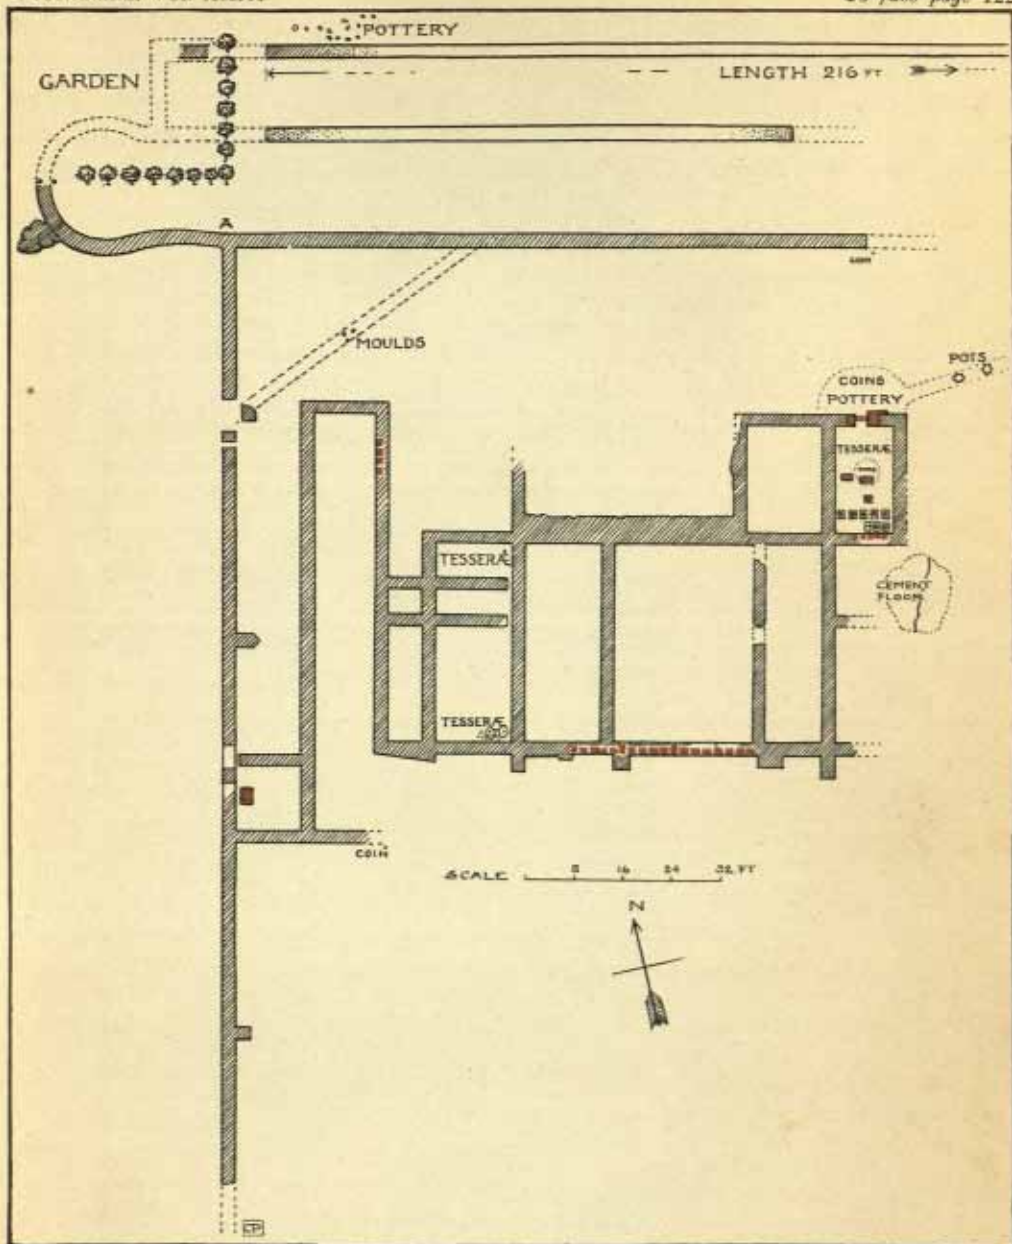 POTTERY
GARDEN
LENGTH 216 FT
A
MOULDS
POTS
COINS
POTTERY
TESSERÆ
TESSERÆ
CEMENT
FLOOR
TESSERÆ
COIN
SCALE 8 16 24 32 FT
N
CP